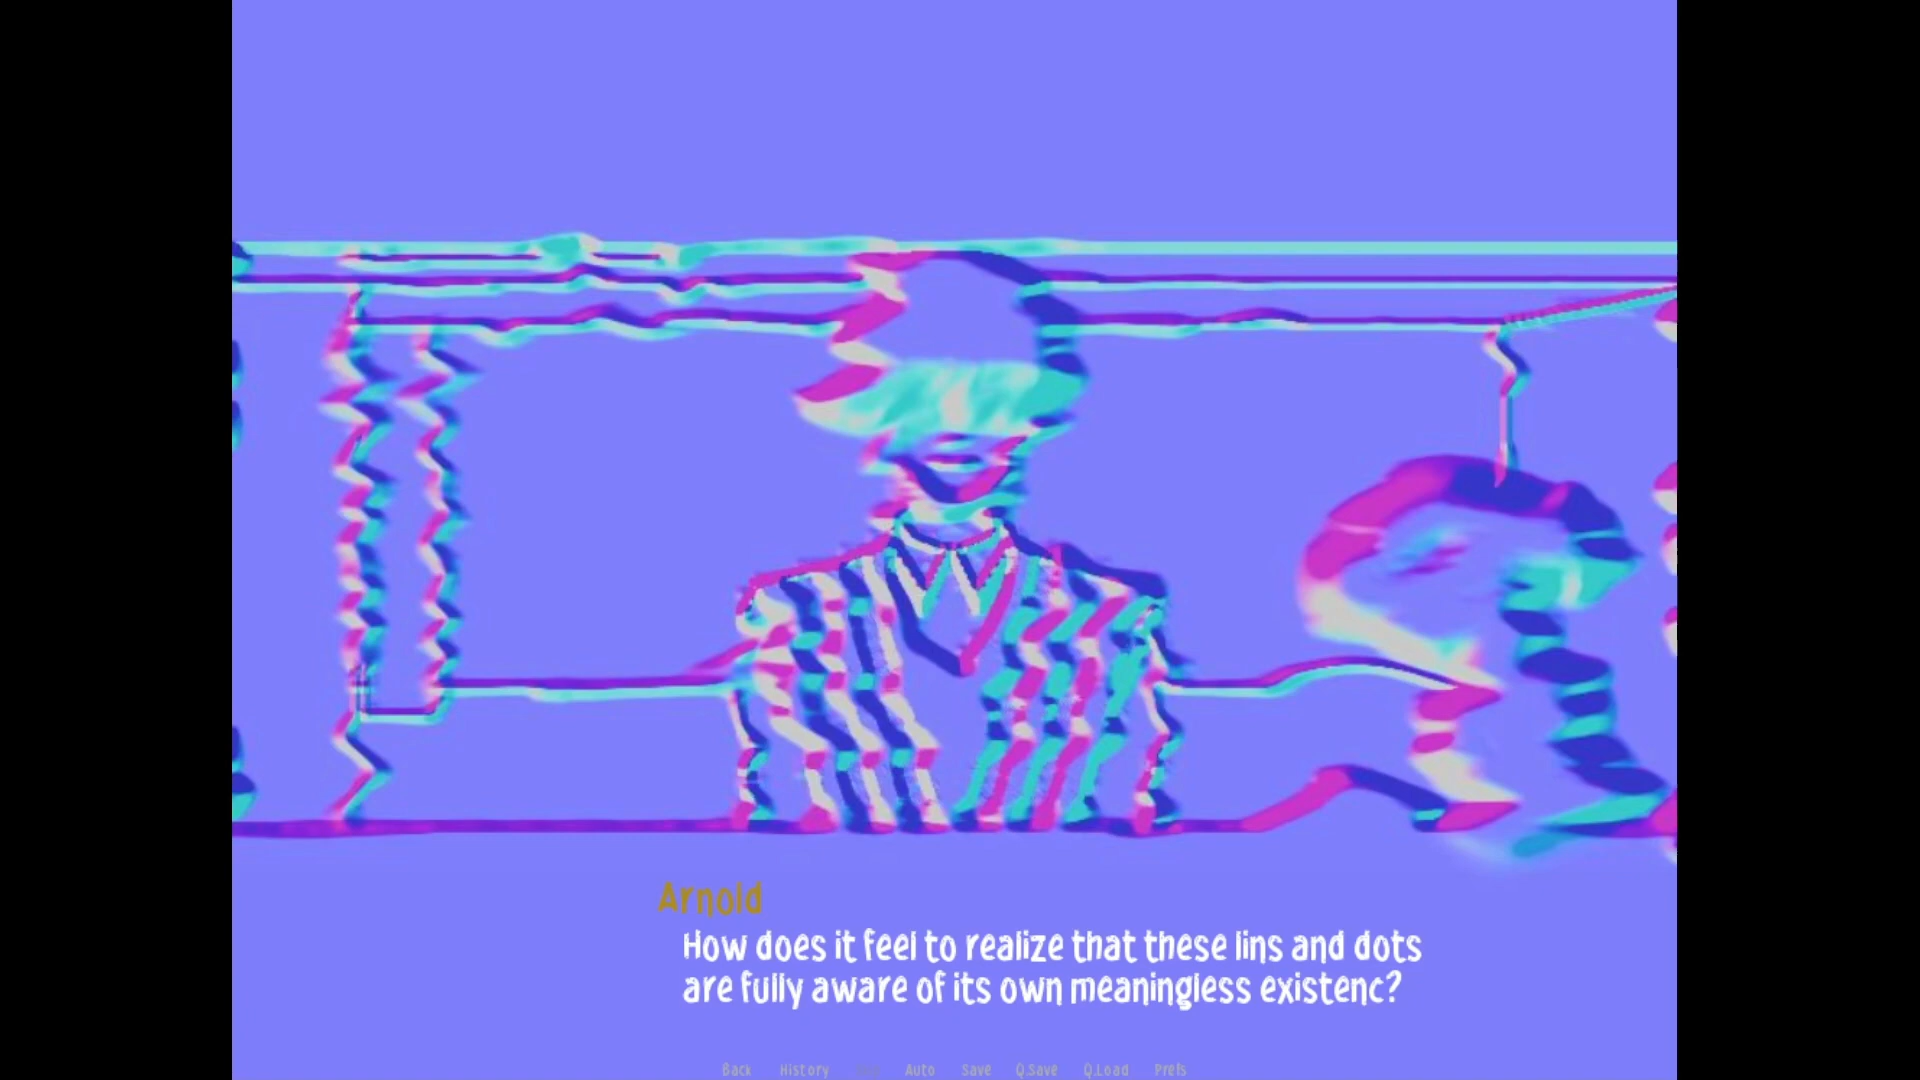 Arnold
How does it feel to realize that these lins and dots
are fully aware of its own meaningless existenc?
Back History Auto Save Q.Save Q.Load Prefs